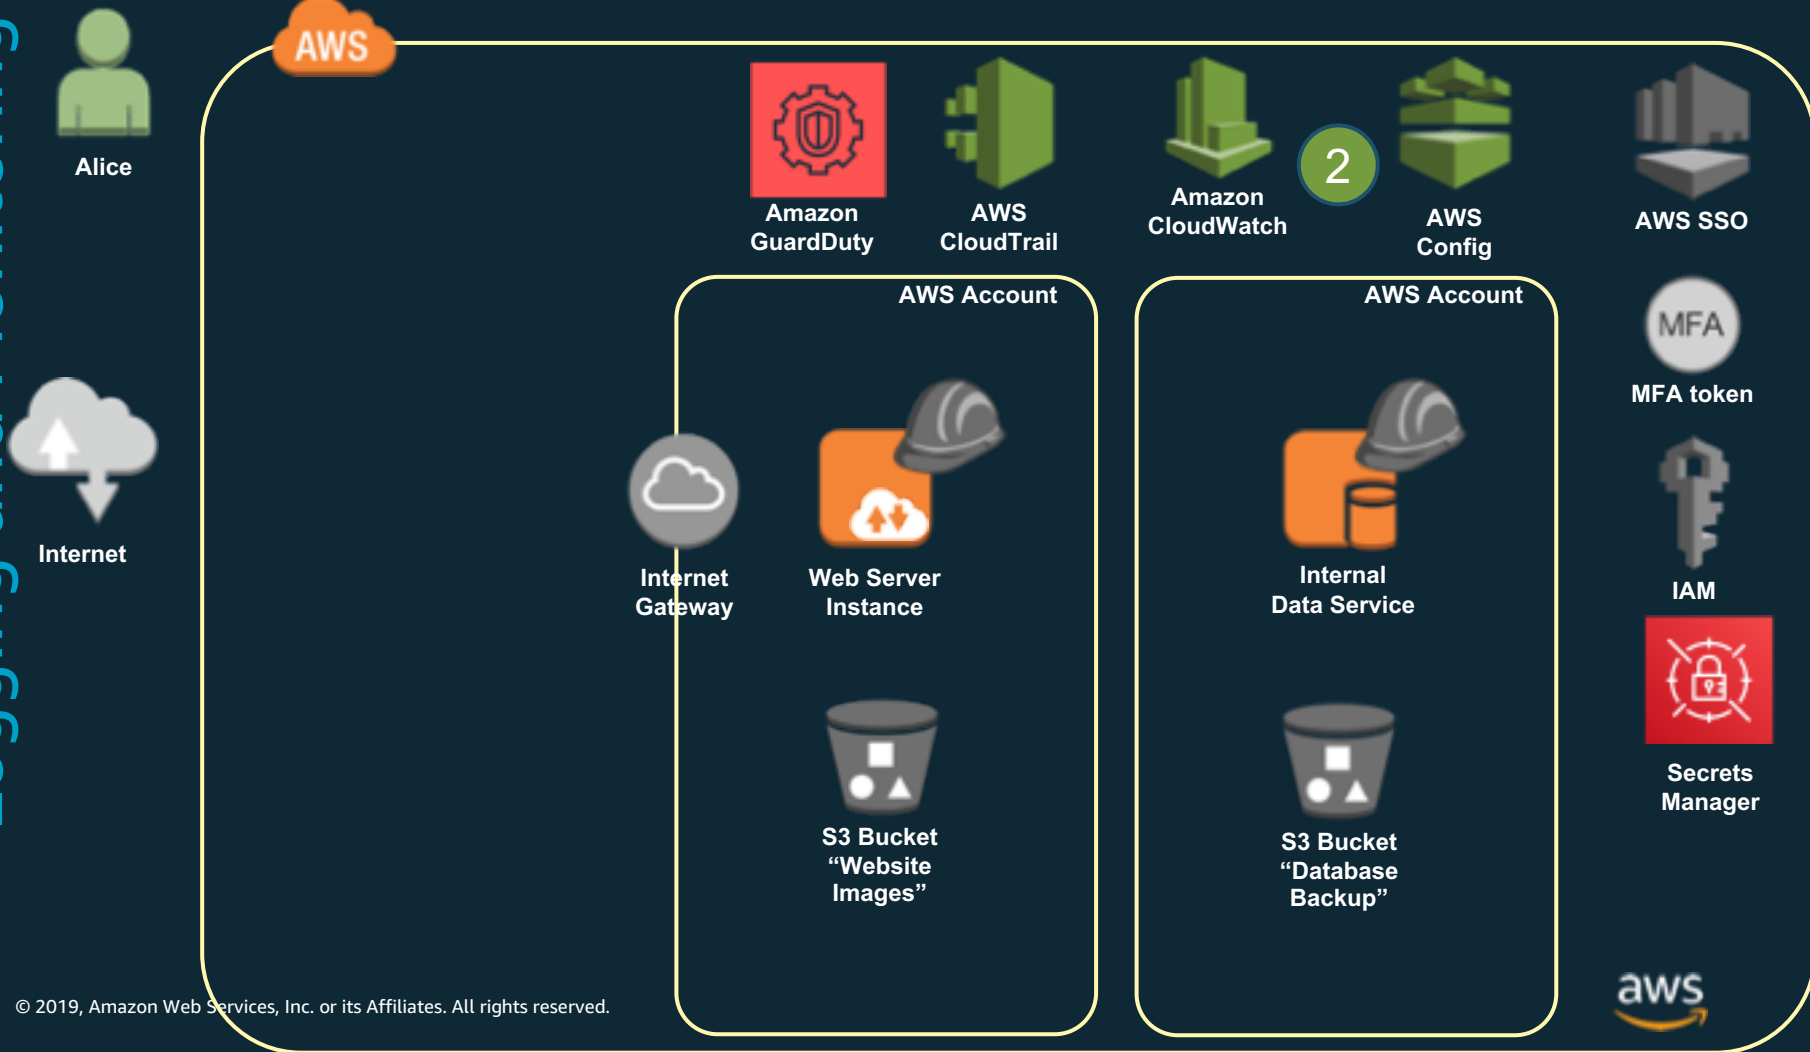 AWS
Alice
Amazon
GuardDuty
AWS
CloudTrail
Amazon
CloudWatch
2
AWS
Config
AWS SSO
AWS Account
AWS Account
MFA
MFA token
Internet
Internet
Gateway
Web Server
Instance
Internal
Data Service
IAM
Secrets
Manager
S3 Bucket
“Website
Images”
S3 Bucket
“Database
Backup”
© 2019, Amazon Web Services, Inc. or its Affiliates. All rights reserved.
aws